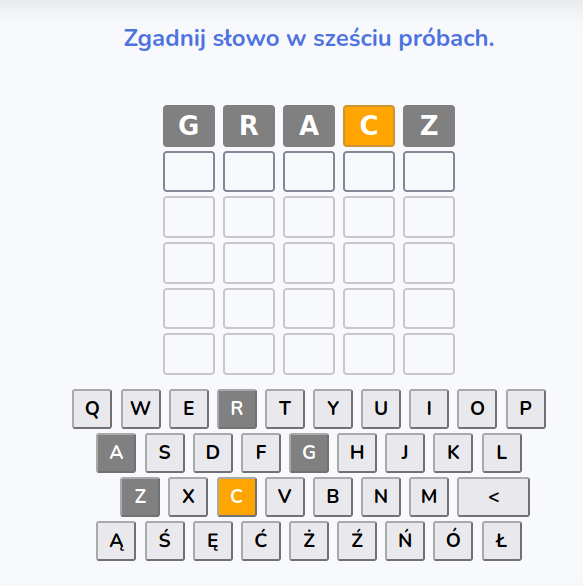 Zgadnij słowo w sześciu próbach.
G R A C Z
Q W E R T Y U I O P
A S D F G H J K L
Z X C V B N M <
Ą Ś Ę Ć Ż Ź Ń Ó Ł